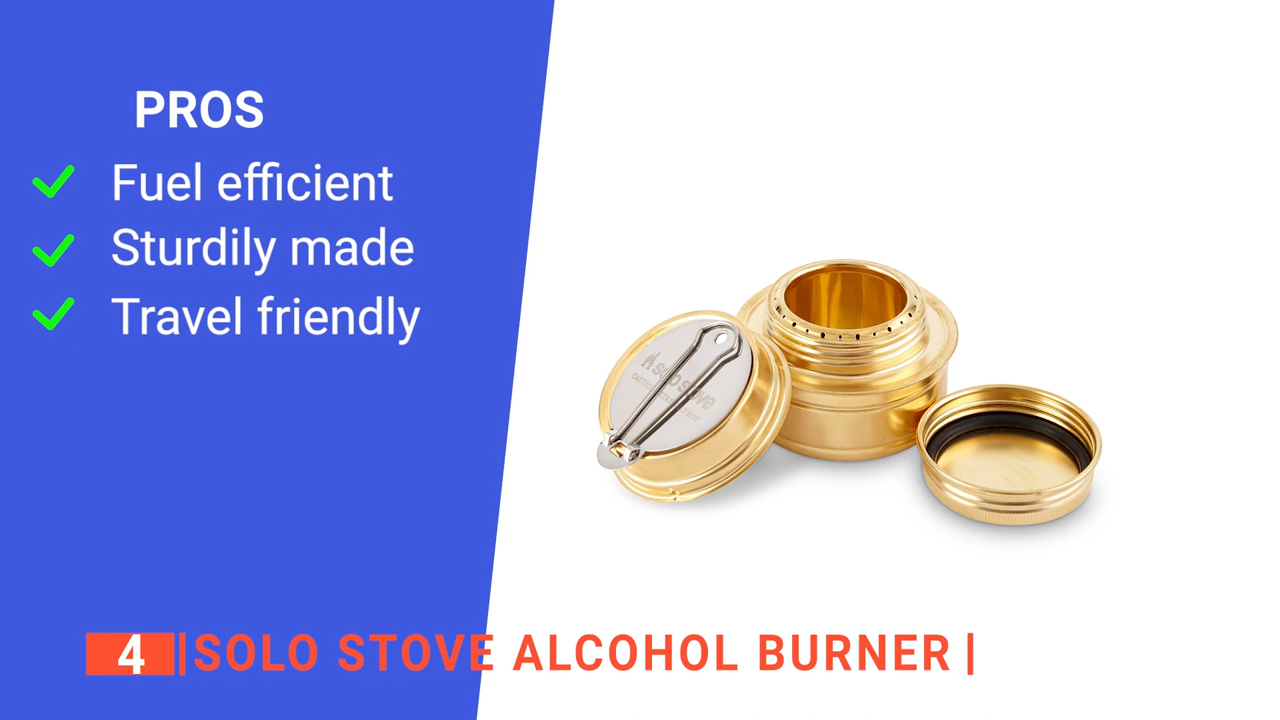 PROS
Fuel efficient
Sturdily made
Travel friendly
solo stove
4 |SOLO STOVE ALCOHOL BURNER|